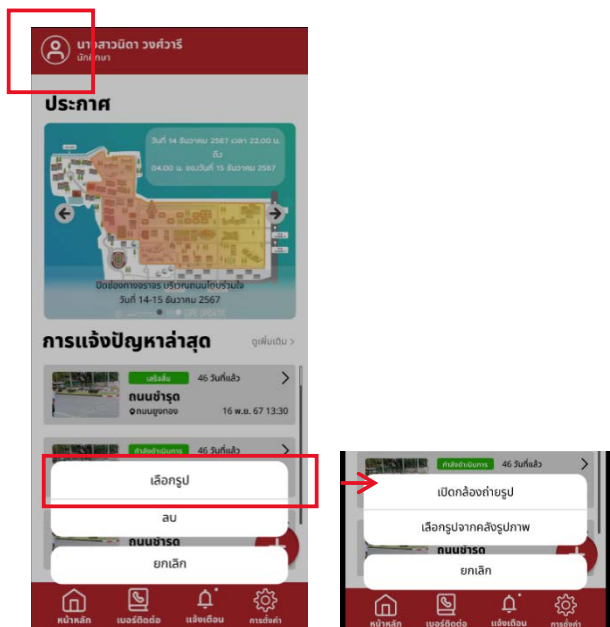 นางสาวนิดา วงศ์วารี
นักศึกษา
ประกาศ
วันที่ 14 ธันวาคม 2567 เวลา 22.00 น.
ถึง
04.00 น. ของวันที่ 15 ธันวาคม 2567
ปิดช่องทางจราจร บริเวณถนนโดมร่วมใจ
วันที่ 14-15 ธันวาคม 2567
การแจ้งปัญหาล่าสุด
ดูเพิ่มเติม >
เสร็จสิ้น 46 วันที่แล้ว
ถนนชำรุด
ถนนยูงทอง 16 พ.ย. 67 13:30
กำลังดำเนินการ 46 วันที่แล้ว
เลือกรูป
ลบ
ถนนชำรุด
ยกเลิก
หน้าหลัก เบอร์ติดต่อ แจ้งเตือน การตั้งค่า
กำลังดำเนินการ 46 วันที่แล้ว
เปิดกล้องถ่ายรูป
เลือกรูปจากคลังรูปภาพ
ถนนชำรุด
ยกเลิก
หน้าหลัก เบอร์ติดต่อ แจ้งเตือน การตั้งค่า